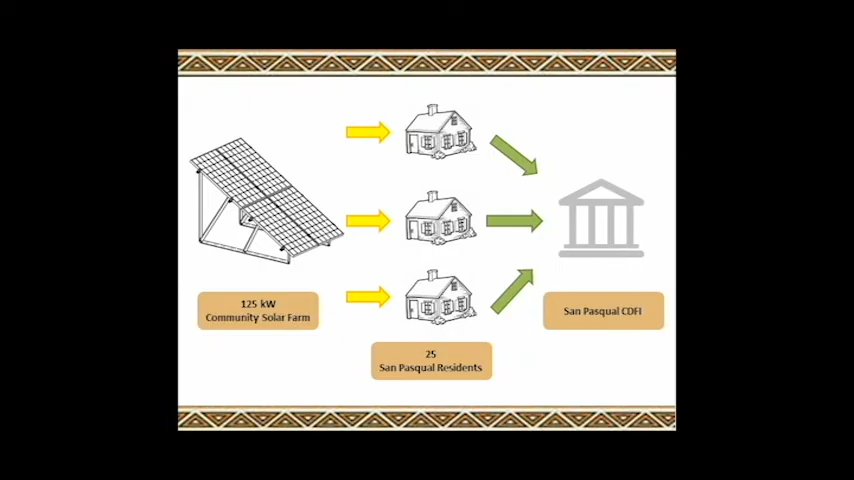 125 kW
Community Solar Farm
25
San Pasqual Residents
San Pasqual CDFI